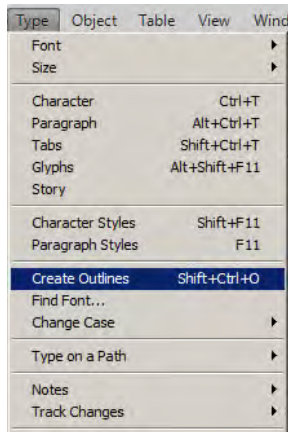 Type Object Table View Wind
Font
Size
Character Ctrl+T
Paragraph Alt+Ctrl+T
Tabs Shift+Ctrl+T
Glyphs Alt+Shift+F11
Story
Character Styles Shift+F11
Paragraph Styles F11
Create Outlines Shift+Ctrl+O
Find Font...
Change Case
Type on a Path
Notes
Track Changes